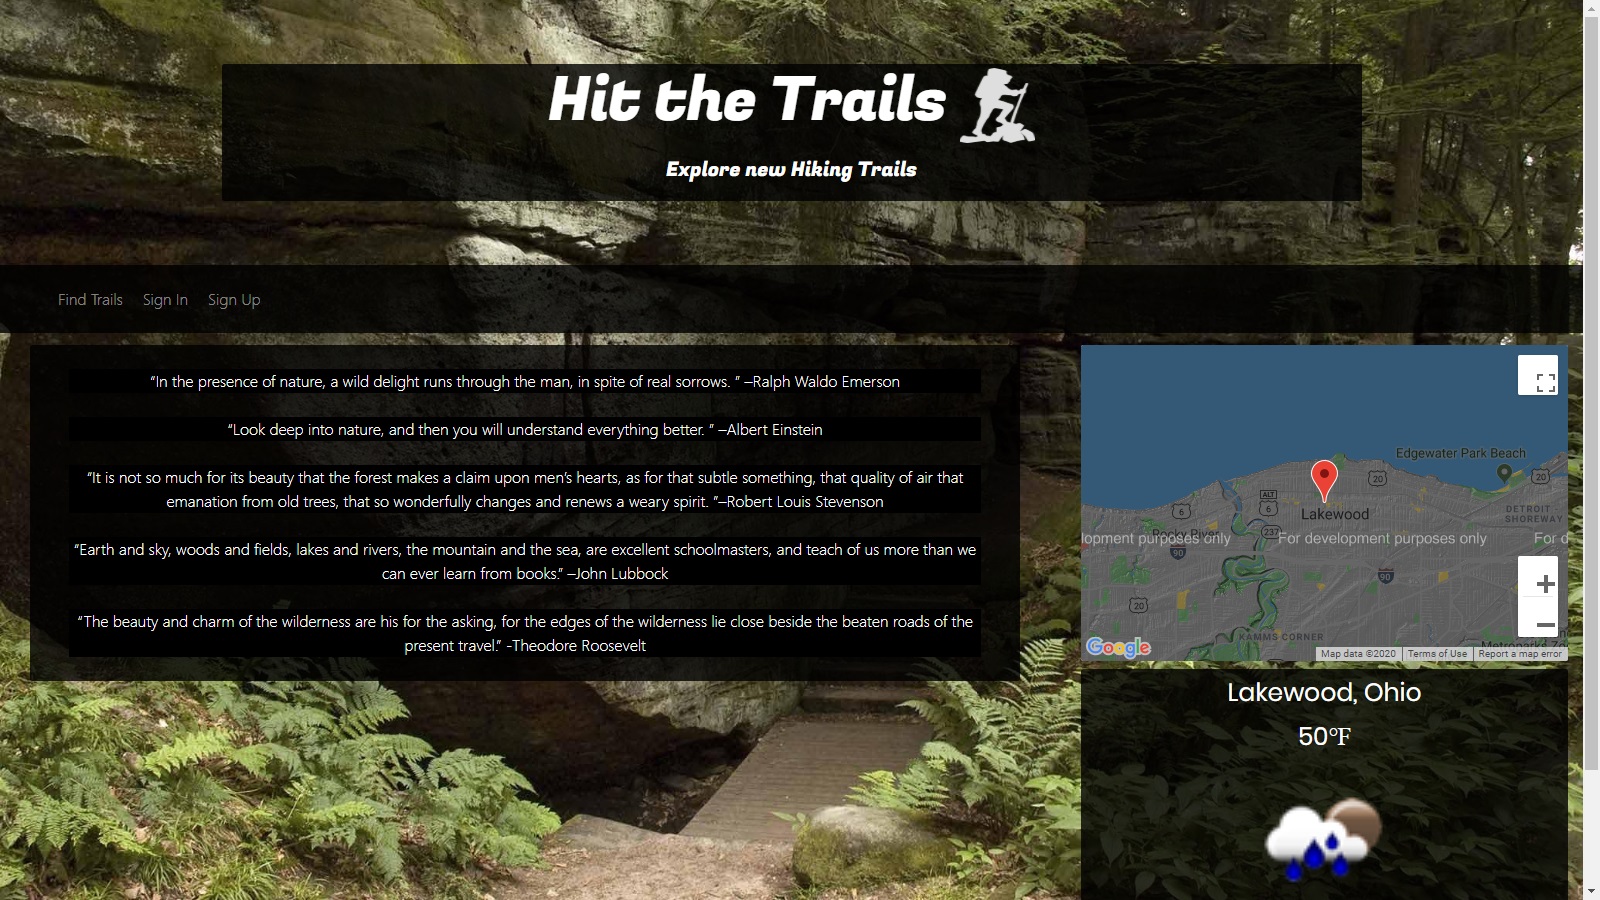 Hit the Trails
Explore new Hiking Trails
Find Trails Sign In Sign Up
“In the presence of nature, a wild delight runs through the man, in spite of real sorrows. ” –Ralph Waldo Emerson
“Look deep into nature, and then you will understand everything better. ” –Albert Einstein
“It is not so much for its beauty that the forest makes a claim upon men’s hearts, as for that subtle something, that quality of air that
emanation from old trees, that so wonderfully changes and renews a weary spirit. ”–Robert Louis Stevenson
“Earth and sky, woods and fields, lakes and rivers, the mountain and the sea, are excellent schoolmasters, and teach of us more than we
can ever learn from books.” –John Lubbock
“The beauty and charm of the wilderness are his for the asking, for the edges of the wilderness lie close beside the beaten roads of the
present travel.” -Theodore Roosevelt
Edgewater Park Beach
20
20
ALT
6
6
Lakewood
DETROIT
SHOREWAY
237
Rocky River
lopment purposes only
For development purposes only
For d
90
90
20
KAMMS CORNER
Metroparks Zo
Google
Map data ©2020
Terms of Use
Report a map error
Lakewood, Ohio
50°F